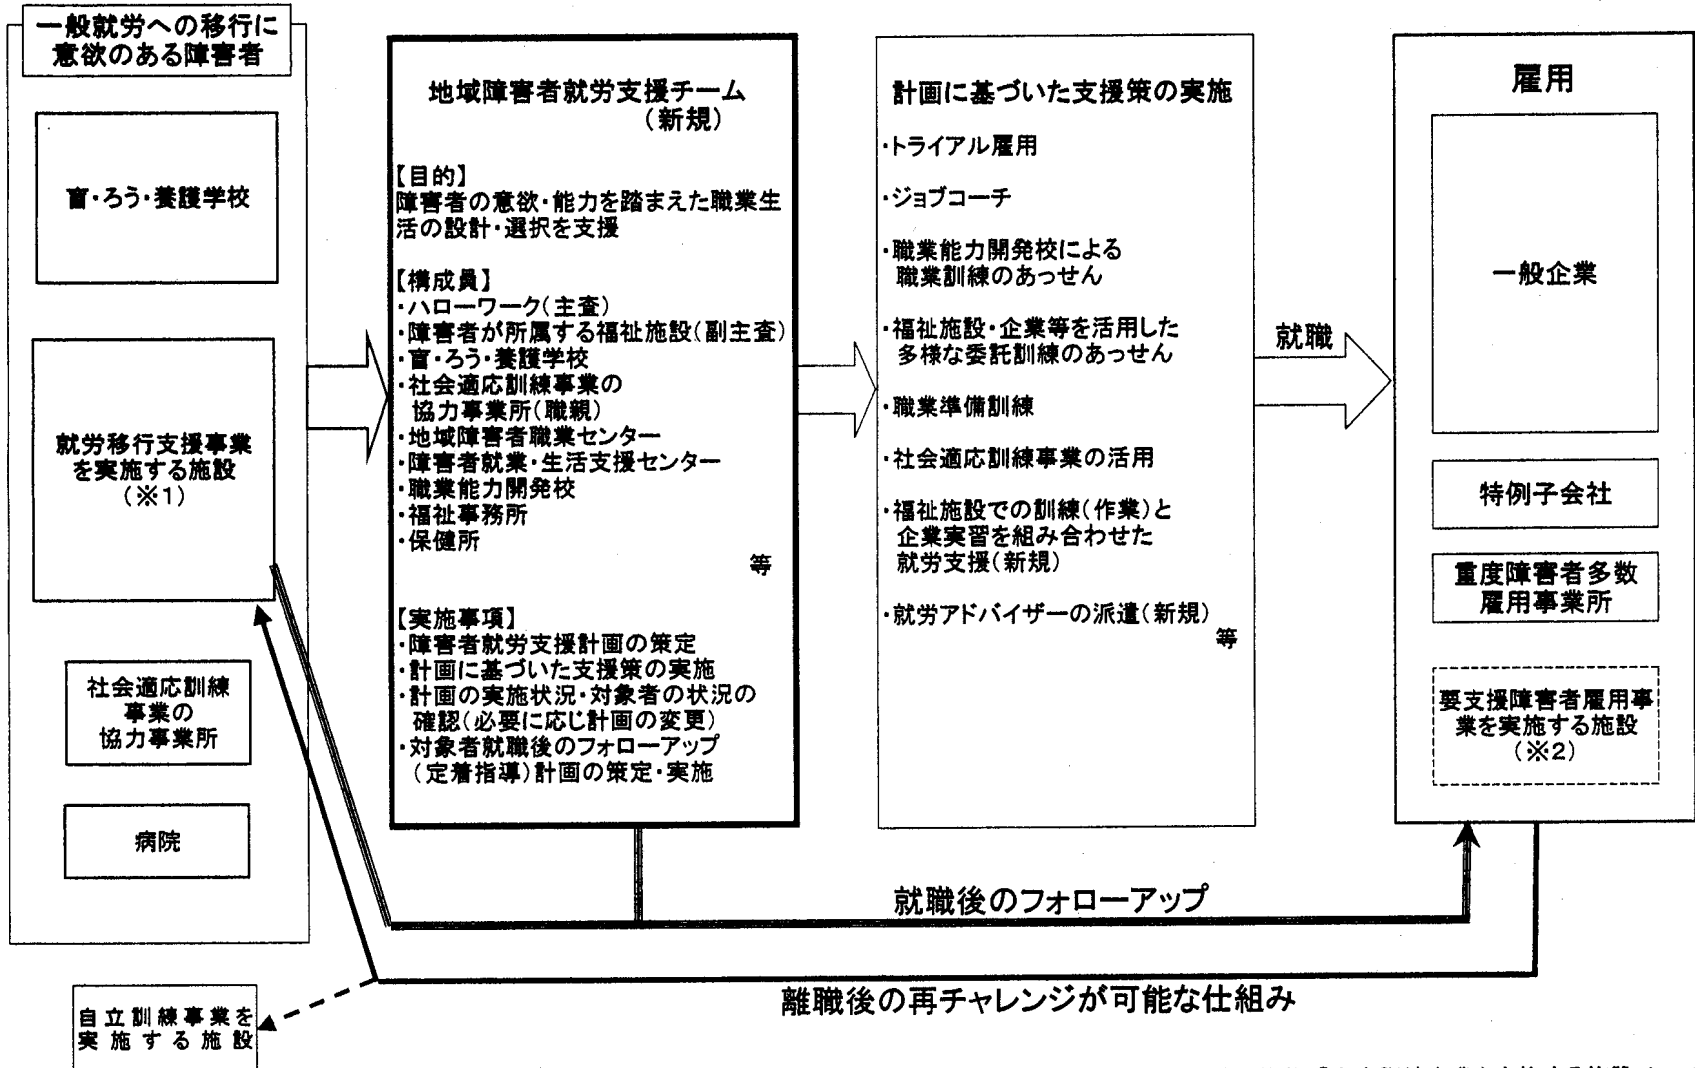 一般就労への移行に
意欲のある障害者
盲・ろう・養護学校
就労移行支援事業
を実施する施設
(※1)
社会適応訓練
事業の
協力事業所
病院
自立訓練事業を
実施する施設
地域障害者就労支援チーム
(新規)
【目的】
障害者の意欲・能力を踏まえた職業生
活の設計・選択を支援
【構成員】
・ハローワーク(主査)
・障害者が所属する福祉施設(副主査)
・盲・ろう・養護学校
・社会適応訓練事業の
協力事業所(職親)
・地域障害者職業センター
・障害者就業・生活支援センター
・職業能力開発校
・福祉事務所
・保健所
等
【実施事項】
・障害者就労支援計画の策定
・計画に基づいた支援策の実施
・計画の実施状況・対象者の状況の
確認(必要に応じ計画の変更)
・対象者就職後のフォローアップ
(定着指導)計画の策定・実施
計画に基づいた支援策の実施
・トライアル雇用
・ジョブコーチ
・職業能力開発校による
職業訓練のあっせん
・福祉施設・企業等を活用した
多様な委託訓練のあっせん
・職業準備訓練
・社会適応訓練事業の活用
・福祉施設での訓練(作業)と
企業実習を組み合わせた
就労支援(新規)
・就労アドバイザーの派遣(新規)
等
就職
雇用
一般企業
特例子会社
重度障害者多数
雇用事業所
要支援障害者雇用事
業を実施する施設
(※2)
就職後のフォローアップ
離職後の再チャレンジが可能な仕組み